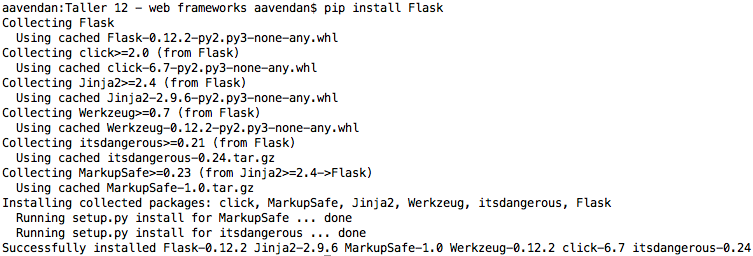 aavendan:Taller 12 - web frameworks aavendan$ pip install Flask
Collecting Flask
  Using cached Flask-0.12.2-py2.py3-none-any.whl
Collecting click>=2.0 (from Flask)
  Using cached click-6.7-py2.py3-none-any.whl
Collecting Jinja2>=2.4 (from Flask)
  Using cached Jinja2-2.9.6-py2.py3-none-any.whl
Collecting Werkzeug>=0.7 (from Flask)
  Using cached Werkzeug-0.12.2-py2.py3-none-any.whl
Collecting itsdangerous>=0.21 (from Flask)
  Using cached itsdangerous-0.24.tar.gz
Collecting MarkupSafe>=0.23 (from Jinja2>=2.4->Flask)
  Using cached MarkupSafe-1.0.tar.gz
Installing collected packages: click, MarkupSafe, Jinja2, Werkzeug, itsdangerous, Flask
  Running setup.py install for MarkupSafe ... done
  Running setup.py install for itsdangerous ... done
Successfully installed Flask-0.12.2 Jinja2-2.9.6 MarkupSafe-1.0 Werkzeug-0.12.2 click-6.7 itsdangerous-0.24